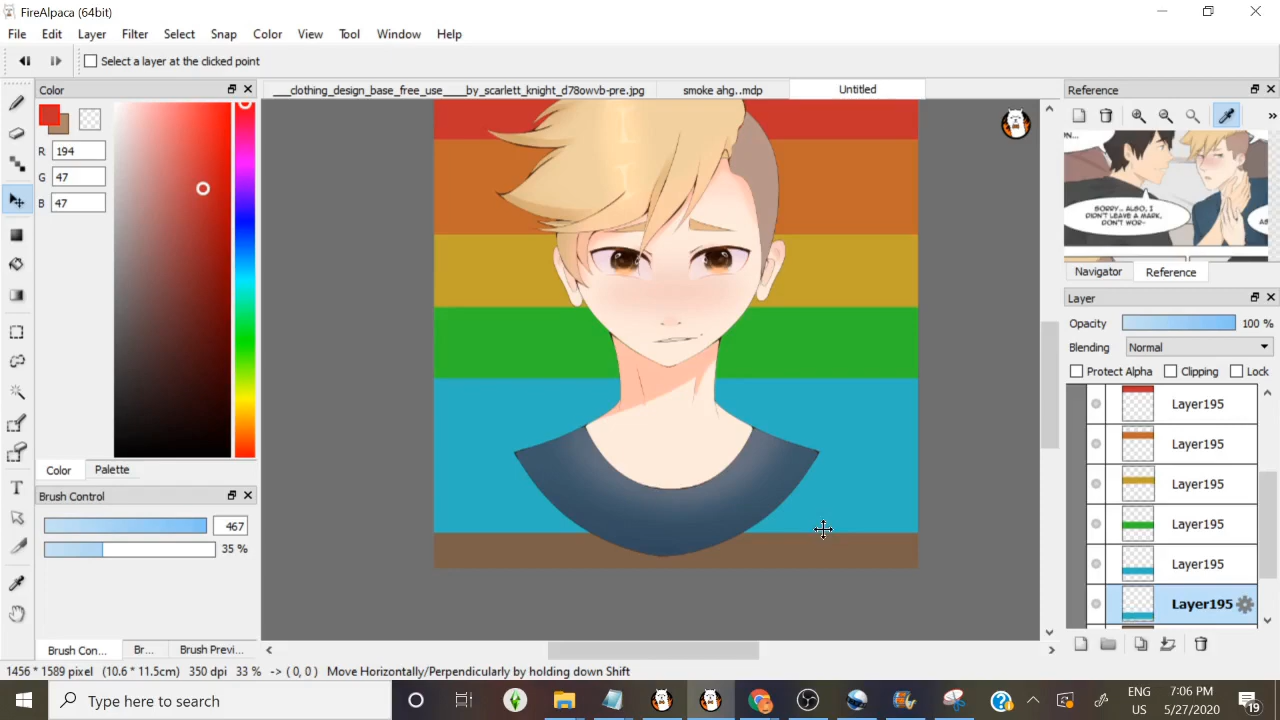 FireAlpaca (64bit)
File Edit Layer Filter Select Snap Color View Tool Window Help
Select a layer at the clicked point
Color
___clothing_design_base_free_use____by_scarlett_knight_d78owvb-pre.jpg
smoke ahg..mdp
Untitled
Reference
R 194
G 47
B 47
SORRY.. ALSO, I
DIDN'T LEAVE A MARK,
DON'T WOR-
Navigator Reference
Layer
Opacity 100 %
Blending Normal
Protect Alpha Clipping Lock
Layer195
Layer195
Layer195
Layer195
Layer195
Layer195
Color Palette
Brush Control
467
35 %
Brush Con... Br... Brush Previ...
1456 * 1589 pixel (10.6 * 11.5cm) 350 dpi 33 % -> ( 0, 0 ) Move Horizontally/Perpendicularly by holding down Shift
Type here to search
ENG
US
7:06 PM
5/27/2020
19